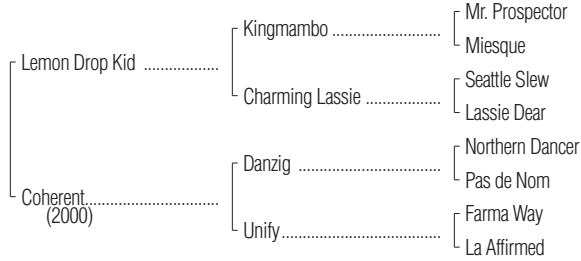 Mr. Prospector
Kingmambo ......................
Miesque
Lemon Drop Kid ...............
Seattle Slew
Charming Lassie ...............
Lassie Dear
Northern Dancer
Danzig .............................
Pas de Nom
Coherent...........................
(2000)
Farma Way
Unify................................
La Affirmed